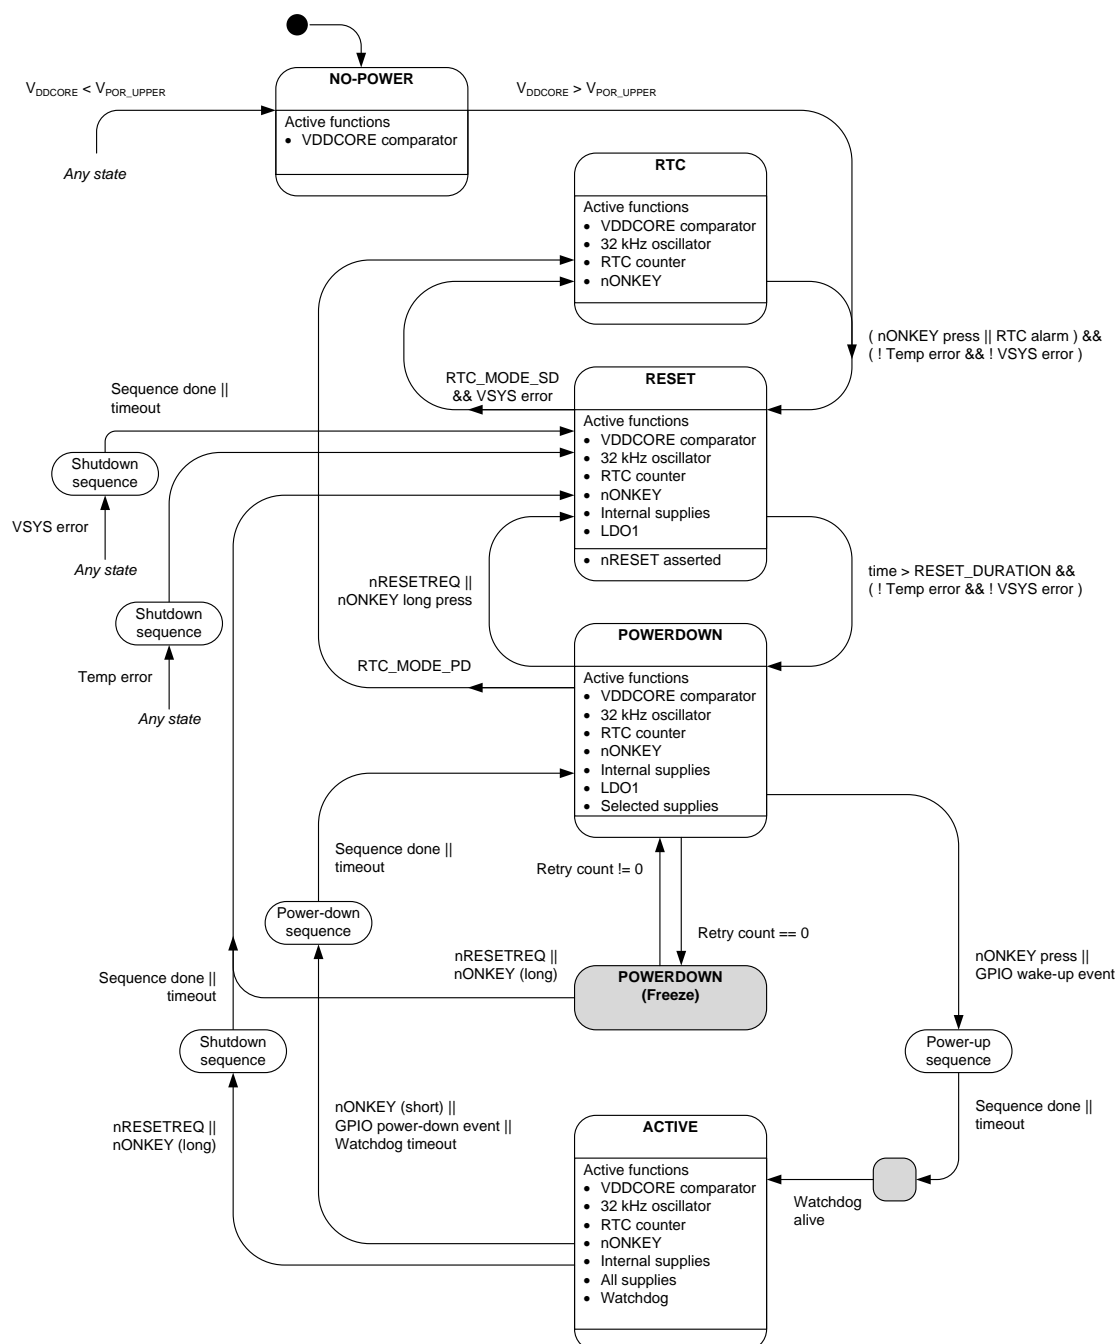 NO-POWER
V_DDCORE < V_POR_UPPER
V_DDCORE > V_POR_UPPER
Active functions
• VDDCORE comparator
Any state
RTC
Active functions
• VDDCORE comparator
• 32 kHz oscillator
• RTC counter
• nONKEY
( nONKEY press || RTC alarm ) &&
( ! Temp error && ! VSYS error )
RTC_MODE_SD
&& VSYS error
RESET
Sequence done ||
timeout
Active functions
• VDDCORE comparator
• 32 kHz oscillator
• RTC counter
• nONKEY
• Internal supplies
• LDO1
• nRESET asserted
Shutdown
sequence
VSYS error
Any state
nRESETREQ ||
nONKEY long press
time > RESET_DURATION &&
( ! Temp error && ! VSYS error )
Shutdown
sequence
Temp error
Any state
POWERDOWN
RTC_MODE_PD
Active functions
• VDDCORE comparator
• 32 kHz oscillator
• RTC counter
• nONKEY
• Internal supplies
• LDO1
• Selected supplies
Sequence done ||
timeout
Retry count != 0
Power-down
sequence
Retry count == 0
nRESETREQ ||
nONKEY (long)
nONKEY press ||
GPIO wake-up event
Sequence done ||
timeout
POWERDOWN
(Freeze)
Shutdown
sequence
Power-up
sequence
nRESETREQ ||
nONKEY (long)
nONKEY (short) ||
GPIO power-down event ||
Watchdog timeout
Sequence done ||
timeout
ACTIVE
Active functions
• VDDCORE comparator
• 32 kHz oscillator
• RTC counter
• nONKEY
• Internal supplies
• All supplies
• Watchdog
Watchdog
alive